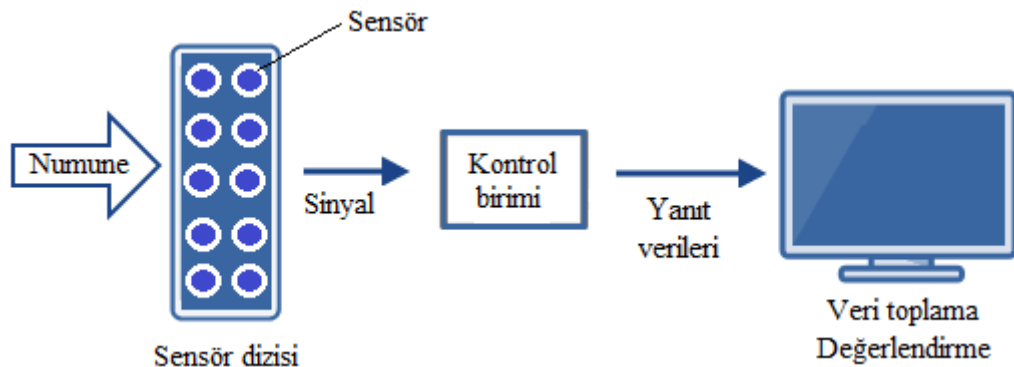 Sensör
Numune
Sensör dizisi
Sinyal
Kontrol
birimi
Yanıt
verileri
Veri toplama
Değerlendirme